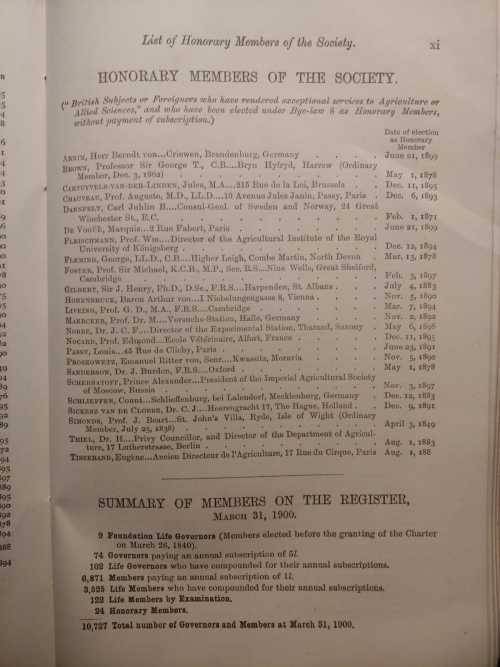 List of Honorary Members of the Society. xi
HONORARY MEMBERS OF THE SOCIETY.
("British Subjects or Foreigners who have rendered exceptional services to Agriculture or
Allied Sciences," and who have been elected under Bye-law 8 as Honorary Members,
without payment of subscription.)
Date of election
as Honorary
Member
ARNIM, Herr Berndt von...Criewen, Brandenburg, Germany . . . . June 21, 1899
BROWN, Professor Sir George T., C.B....Bryn Hyfryd, Harrow (Ordinary
Member, Dec. 3, 1862) . . . . May 1, 1878
CARTUYVELS-VAN-DER-LINDEN, Jules, M.A....215 Rue de la Loi, Brussels . . Dec. 11, 1895
CHAUVEAU, Prof. Auguste, M.D., LL.D....10 Avenue Jules Janin, Passy, Paris . Dec. 6, 1893
DANFELT, Carl Juhlin B....Consul-Genl. of Sweden and Norway, 24 Great
Winchester St., E.C. . . . . Feb. 1, 1871
DE VOGÜÉ, Marquis...2 Rue Fabert, Paris . . . . June 21, 1899
FLEISCHMANN, Prof. Wm....Director of the Agricultural Institute of the Royal
University of Königsberg . . . . Dec. 12, 1894
FLEMING, George, LL.D., C.B....Higher Leigh, Combe Martin, North Devon . Mar. 13, 1878
FOSTER, Prof. Sir Michael, K.C.B., M.P., Sec. R.S....Nine Wells, Great Shelford,
Cambridge . . . . Feb. 3, 1897
GILBERT, Sir J. Henry, Ph.D., D.Sc., F.R.S....Harpenden, St. Albans . . July 4, 1883
HOHENBRUCK, Baron Arthur von...1 Nibelungengasse 8, Vienna . . . Nov. 5, 1890
LIVEING, Prof. G. D., M.A., F.R.S....Cambridge . . . . Mar. 7, 1894
MAERCKER, Prof. Dr. M....Versuchs-Station, Halle, Germany . . . Nov. 2, 1892
NOBBE, Dr. J. C. F....Director of the Experimental Station, Tharand, Saxony . May 6, 1896
NOCARD, Prof. Edmond...Ecole Vétérinaire, Alfort, France . . . Dec. 11, 1895
PASSY, Louis...45 Rue de Clichy, Paris . . . . June 23, 1891
PROSKOWETZ, Emanuel Ritter von, Senr....Kwassitz, Moravia . . . Nov. 5, 1890
SANDERSON, Dr. J. Burdon, F.R.S....Oxford . . . . May 1, 1878
SCHERBATOFF, Prince Alexander...President of the Imperial Agricultural Society
of Moscow, Russia . . . . Nov. 3, 1897
SCHLIEFFEN, Count...Schlieffenburg, bei Lalendorf, Mecklenburg, Germany . Dec. 12, 1883
SICKESZ VAN DE CLOESE, Dr. C. J....Heerengracht 17, The Hague, Holland . . Dec. 9, 1891
SIMONDS, Prof. J. Beart...St. John's Villa, Ryde, Isle of Wight (Ordinary
Member, July 25, 1838) . . . . April 3, 1849
THIEL, Dr. H....Privy Councillor, and Director of the Department of Agricul-
ture, 17 Lutherstrasse, Berlin . . . . Aug. 1, 1883
TISSERAND, Eugène...Ancien Directeur de l'Agriculture, 17 Rue du Cirque, Paris Aug. 1, 188
SUMMARY OF MEMBERS ON THE REGISTER,
MARCH 31, 1900.
9 Foundation Life Governors (Members elected before the granting of the Charter
on March 26, 1840).
74 Governors paying an annual subscription of 5l.
102 Life Governors who have compounded for their annual subscriptions.
6,871 Members paying an annual subscription of 1l.
3,525 Life Members who have compounded for their annual subscriptions.
122 Life Members by Examination.
24 Honorary Members.
10,727 Total number of Governors and Members at March 31, 1900.